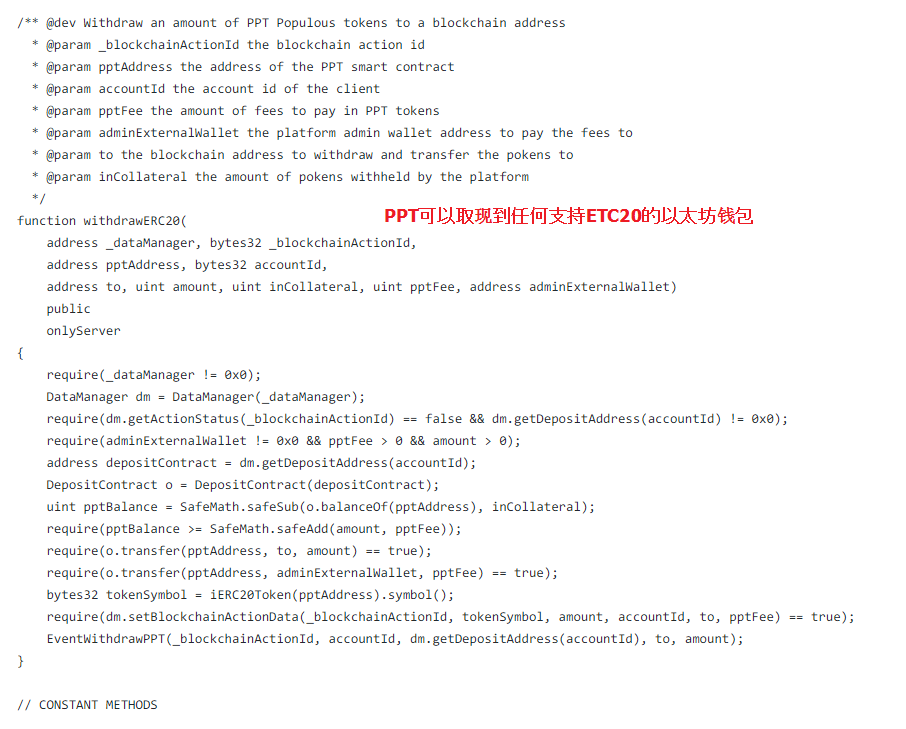 /** @dev Withdraw an amount of PPT Populous tokens to a blockchain address
  * @param _blockchainActionId the blockchain action id
  * @param pptAddress the address of the PPT smart contract
  * @param accountId the account id of the client
  * @param pptFee the amount of fees to pay in PPT tokens
  * @param adminExternalWallet the platform admin wallet address to pay the fees to
  * @param to the blockchain address to withdraw and transfer the pokens to
  * @param inCollateral the amount of pokens withheld by the platform
  */
function withdrawERC20(
PPT可以取现到任何支持ETC20的以太坊钱包
    address _dataManager, bytes32 _blockchainActionId,
    address pptAddress, bytes32 accountId,
    address to, uint amount, uint inCollateral, uint pptFee, address adminExternalWallet)
    public
    onlyServer
{
    require(_dataManager != 0x0);
    DataManager dm = DataManager(_dataManager);
    require(dm.getActionStatus(_blockchainActionId) == false && dm.getDepositAddress(accountId) != 0x0);
    require(adminExternalWallet != 0x0 && pptFee > 0 && amount > 0);
    address depositContract = dm.getDepositAddress(accountId);
    DepositContract o = DepositContract(depositContract);
    uint pptBalance = SafeMath.safeSub(o.balanceOf(pptAddress), inCollateral);
    require(pptBalance >= SafeMath.safeAdd(amount, pptFee));
    require(o.transfer(pptAddress, to, amount) == true);
    require(o.transfer(pptAddress, adminExternalWallet, pptFee) == true);
    bytes32 tokenSymbol = iERC20Token(pptAddress).symbol();
    require(dm.setBlockchainActionData(_blockchainActionId, tokenSymbol, amount, accountId, to, pptFee) == true);
    EventWithdrawPPT(_blockchainActionId, accountId, dm.getDepositAddress(accountId), to, amount);
}
// CONSTANT METHODS